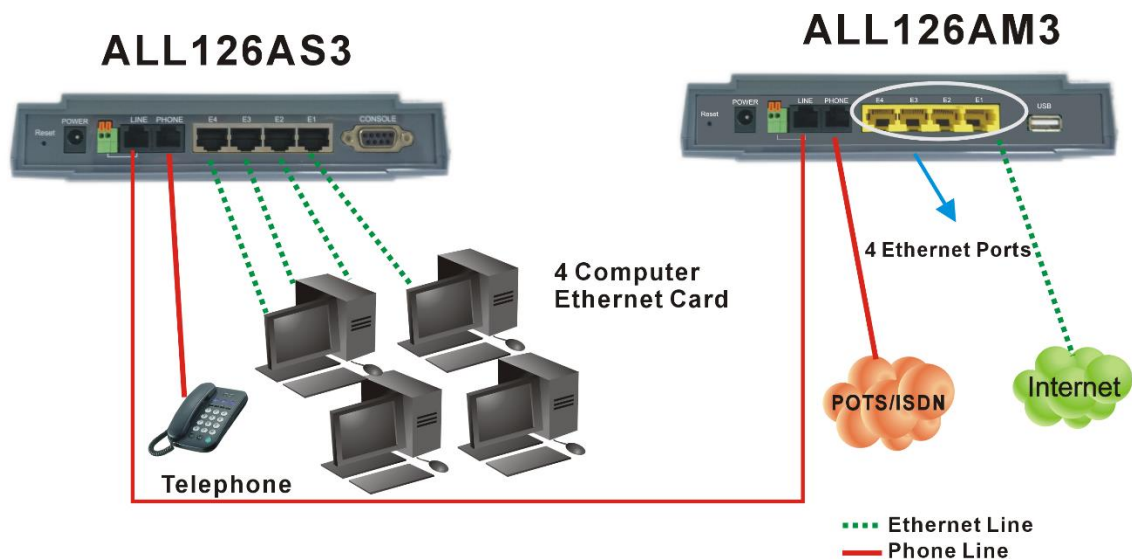 ALL126AS3
ALL126AM3
Reset
POWER
LINE
PHONE
E4
E3
E2
E1
CONSOLE
Reset
POWER
LINE
PHONE
E4
E3
E2
E1
USB
4 Ethernet Ports
4 Computer
Ethernet Card
POTS/ISDN
Internet
Telephone
Ethernet Line
Phone Line